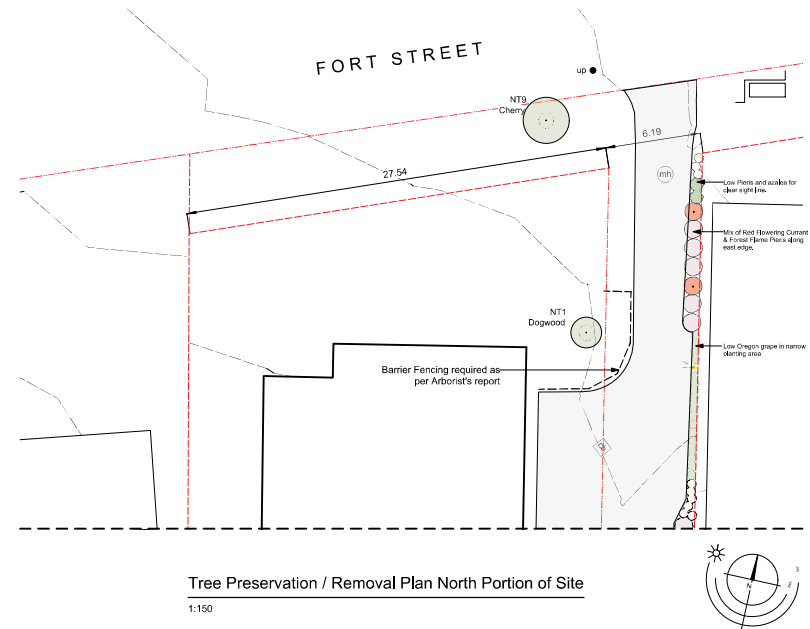 FORT STREET
up
NT9
Cherry
6.19
27.54
mh
Low Pieris and azalea for
clear sight line.
Mix of Red Flowering Currant
& Forest Flame Pieris along
east edge.
NT1
Dogwood
Low Oregon grape in narrow
planting area
Barrier Fencing required as
per Arborist's report
Tree Preservation / Removal Plan North Portion of Site
1:150
N